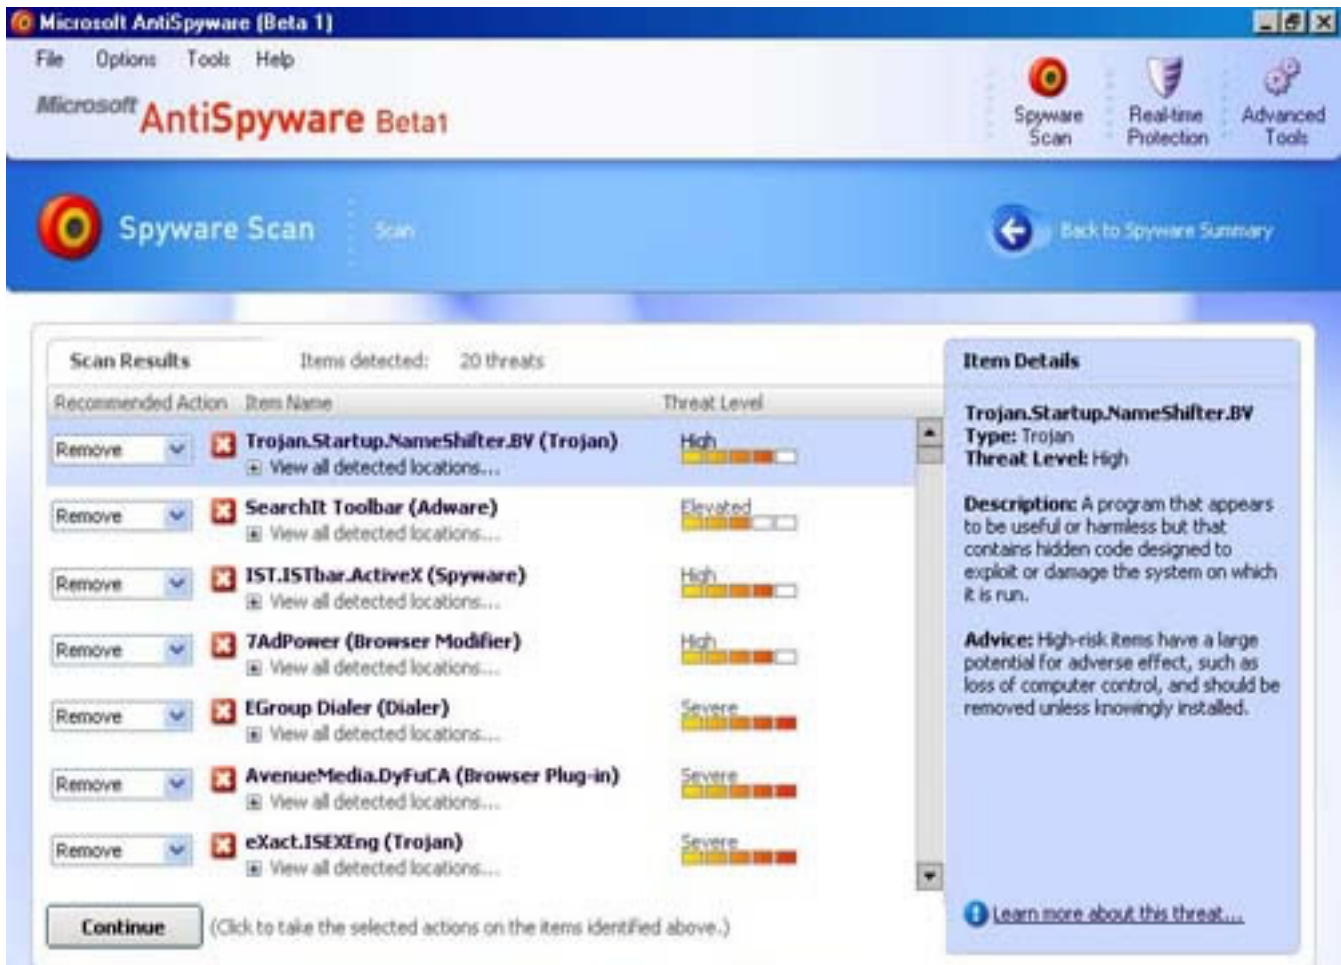 Microsoft AntiSpyware (Beta 1)
File Options Tools Help
Microsoft AntiSpyware Beta1
Spyware Scan
Real-time Protection
Advanced Tools
Spyware Scan
Scan
Back to Spyware Summary
Scan Results
Items detected: 20 threats
Recommended Action Item Name Threat Level
Remove Trojan.Startup.NameShifter.BV (Trojan) High
View all detected locations...
Remove SearchIt Toolbar (Adware) Elevated
View all detected locations...
Remove IST.ISTbar.ActiveX (Spyware) High
View all detected locations...
Remove 7AdPower (Browser Modifier) High
View all detected locations...
Remove EGroup Dialer (Dialer) Severe
View all detected locations...
Remove AvenueMedia.DyFuCA (Browser Plug-in) Severe
View all detected locations...
Remove eXact.ISEXEng (Trojan) Severe
View all detected locations...
Continue (Click to take the selected actions on the items identified above.)
Item Details
Trojan.Startup.NameShifter.BV
Type: Trojan
Threat Level: High
Description: A program that appears
to be useful or harmless but that
contains hidden code designed to
exploit or damage the system on which
it is run.
Advice: High-risk items have a large
potential for adverse effect, such as
loss of computer control, and should be
removed unless knowingly installed.
Learn more about this threat...